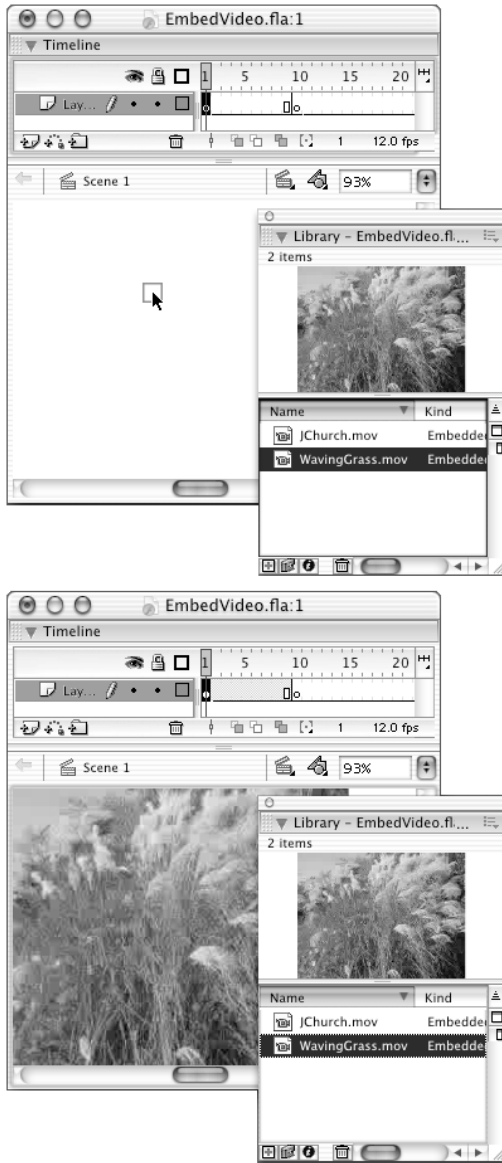 EmbedVideo.fla:1
Timeline
1 5 10 15 20
Lay...
1 12.0 fps
Scene 1
93%
Library - EmbedVideo.fl...
2 items
Name Kind
JChurch.mov Embedde
WavingGrass.mov Embedde
EmbedVideo.fla:1
Timeline
1 5 10 15 20
Lay...
1 12.0 fps
Scene 1
93%
Library - EmbedVideo.fl...
2 items
Name Kind
JChurch.mov Embedde
WavingGrass.mov Embedde